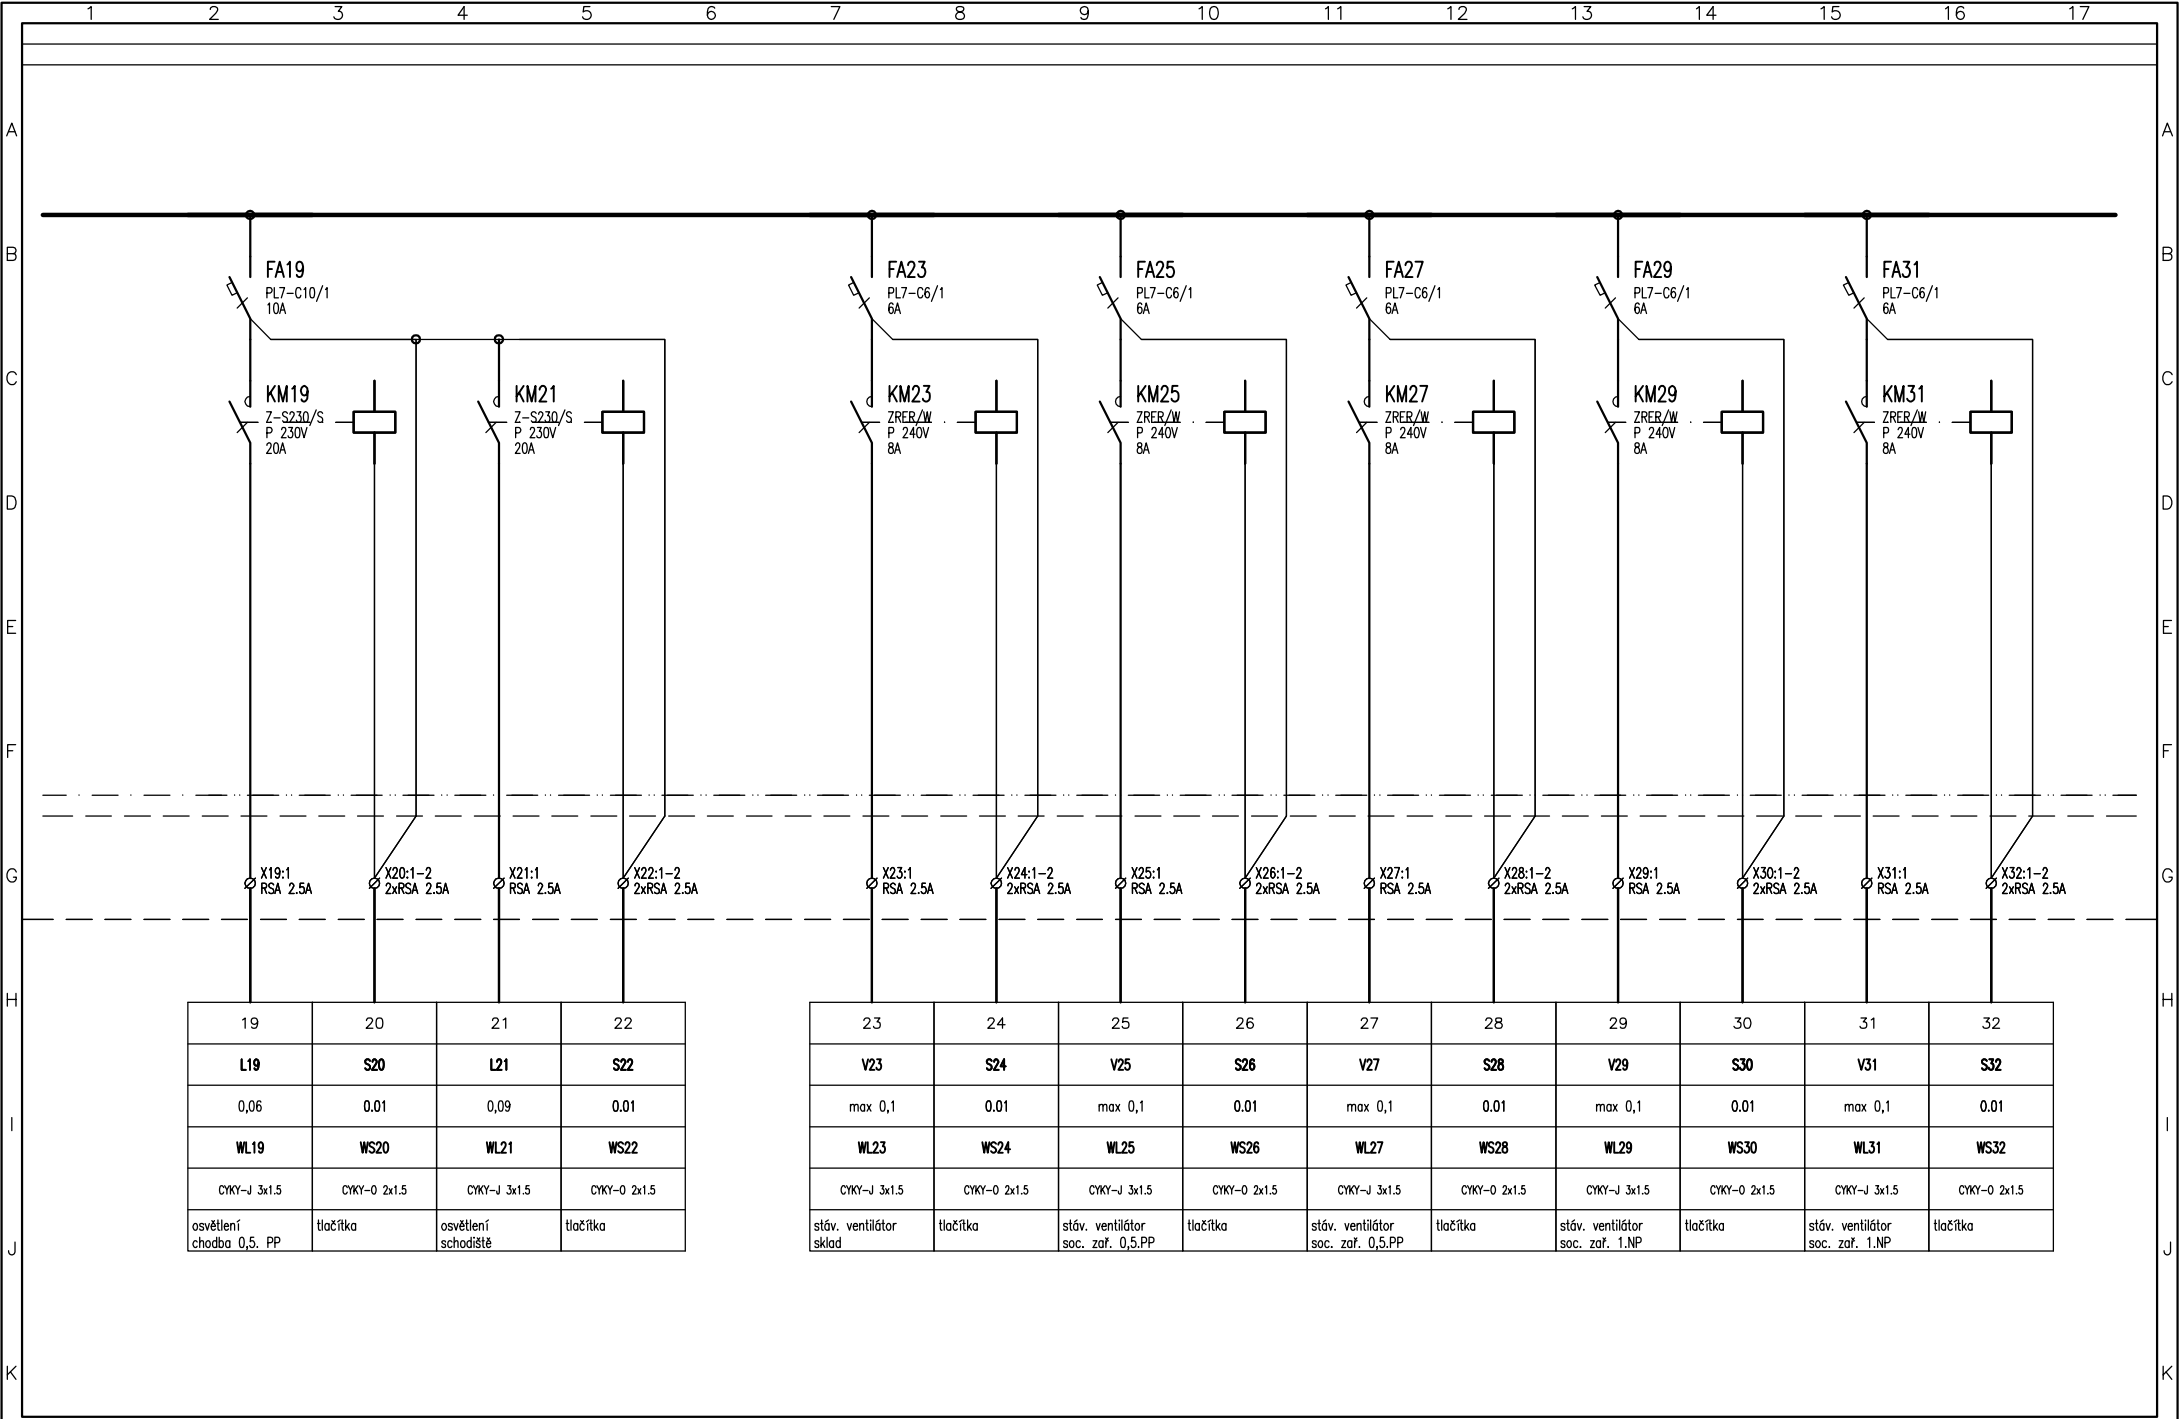 1 2 3 4 5 6 7 8 9 10 11 12 13 14 15 16 17
A A
B B
FA19 FA23 FA25 FA27 FA29 FA31
PL7-C10/1 PL7-C6/1 PL7-C6/1 PL7-C6/1 PL7-C6/1 PL7-C6/1
10A 6A 6A 6A 6A 6A
C C
KM19 KM21 KM23 KM25 KM27 KM29 KM31
Z-S230/S Z-S230/S ZRER/W ZRER/W ZRER/W ZRER/W ZRER/W
P 230V P 230V P 240V P 240V P 240V P 240V P 240V
20A 20A 8A 8A 8A 8A 8A
D D
E E
F F
G G
X19:1 X20:1-2 X21:1 X22:1-2 X23:1 X24:1-2 X25:1 X26:1-2 X27:1 X28:1-2 X29:1 X30:1-2 X31:1 X32:1-2
RSA 2.5A 2xRSA 2.5A RSA 2.5A 2xRSA 2.5A RSA 2.5A 2xRSA 2.5A RSA 2.5A 2xRSA 2.5A RSA 2.5A 2xRSA 2.5A RSA 2.5A 2xRSA 2.5A RSA 2.5A 2xRSA 2.5A
H H
19 20 21 22 23 24 25 26 27 28 29 30 31 32
L19 S20 L21 S22 V23 S24 V25 S26 V27 S28 V29 S30 V31 S32
0,06 0.01 0,09 0.01 max 0,1 0.01 max 0,1 0.01 max 0,1 0.01 max 0,1 0.01 max 0,1 0.01
I I
WL19 WS20 WL21 WS22 WL23 WS24 WL25 WS26 WL27 WS28 WL29 WS30 WL31 WS32
CYKY-J 3x1.5 CYKY-O 2x1.5 CYKY-J 3x1.5 CYKY-O 2x1.5 CYKY-J 3x1.5 CYKY-O 2x1.5 CYKY-J 3x1.5 CYKY-O 2x1.5 CYKY-J 3x1.5 CYKY-O 2x1.5 CYKY-J 3x1.5 CYKY-O 2x1.5 CYKY-J 3x1.5 CYKY-O 2x1.5
osvětlení tlačítka osvětlení tlačítka stáv. ventilátor tlačítka stáv. ventilátor tlačítka stáv. ventilátor tlačítka stáv. ventilátor tlačítka stáv. ventilátor tlačítka
chodba 0,5. PP schodiště sklad soc. zař. 0,5.PP soc. zař. 0,5.PP soc. zař. 1.NP soc. zař. 1.NP
J J
K K